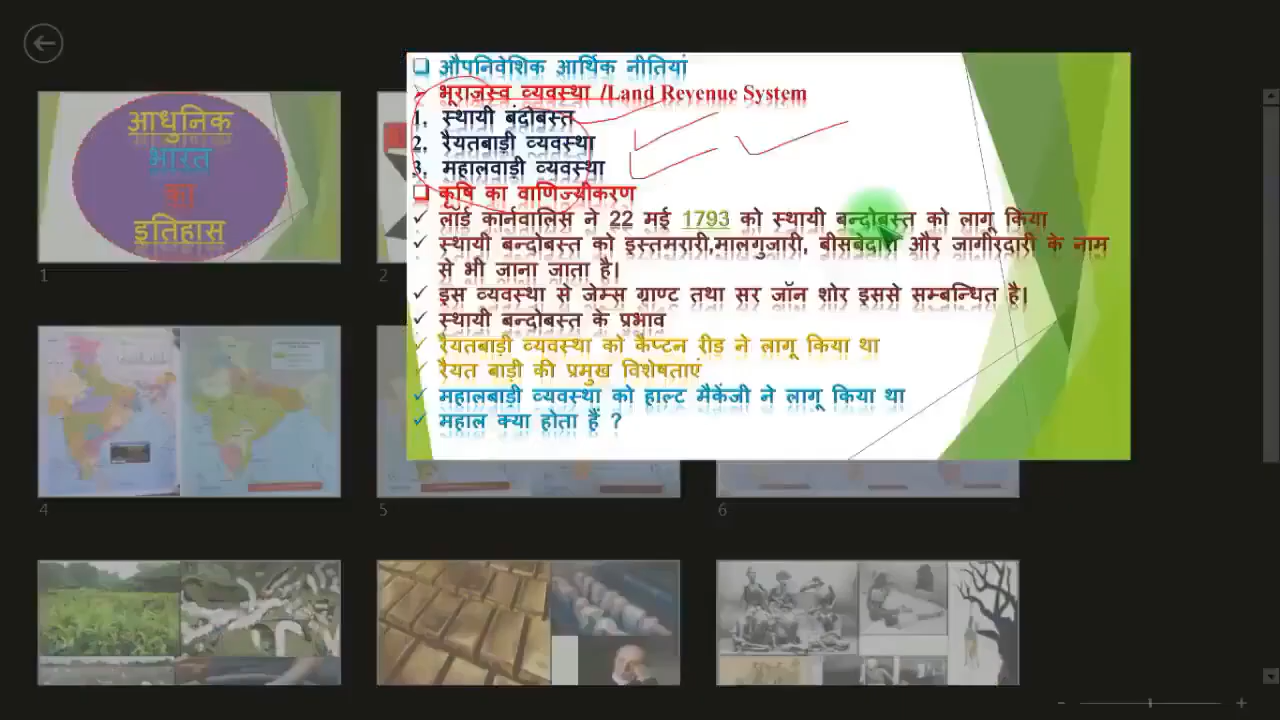 आधुनिक
भारत
का
इतिहास
1
2
औपनिवेशिक आर्थिक नीतियां
भूराजस्व व्यवस्था /Land Revenue System
1. स्थायी बंदोबस्त
2. रैयतबाड़ी व्यवस्था
3. महालवाड़ी व्यवस्था
कृषि का वाणिज्यीकरण
लॉर्ड कार्नवालिस ने 22 मई 1793 को स्थायी बन्दोबस्त को लागू किया
स्थायी बन्दोबस्त को इस्तमरारी,मालगुजारी, और जागीरदारी के नाम
से भी जाना जाता है।
इस व्यवस्था से जेम्स ग्राण्ट तथा सर जॉन शोर इससे सम्बन्धित है।
स्थायी बन्दोबस्त के प्रभाव
रैयतबाड़ी व्यवस्था को कैप्टन रीड ने लागू किया था
रैयत बाड़ी की प्रमुख विशेषताएं
महालबाड़ी व्यवस्था को हाल्ट मैकेंजी ने लागू किया था
महाल क्या होता हैं ?
4
5
6